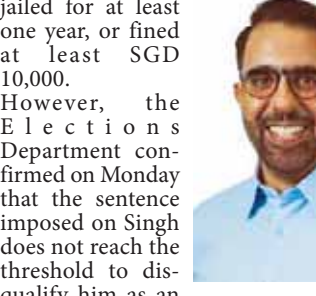 jailed for at least
one year, or fined
at least SGD
10,000.
However, the
Elections
Department con-
firmed on Monday
that the sentence
imposed on Singh
does not reach the
threshold to dis-
qualify him as an